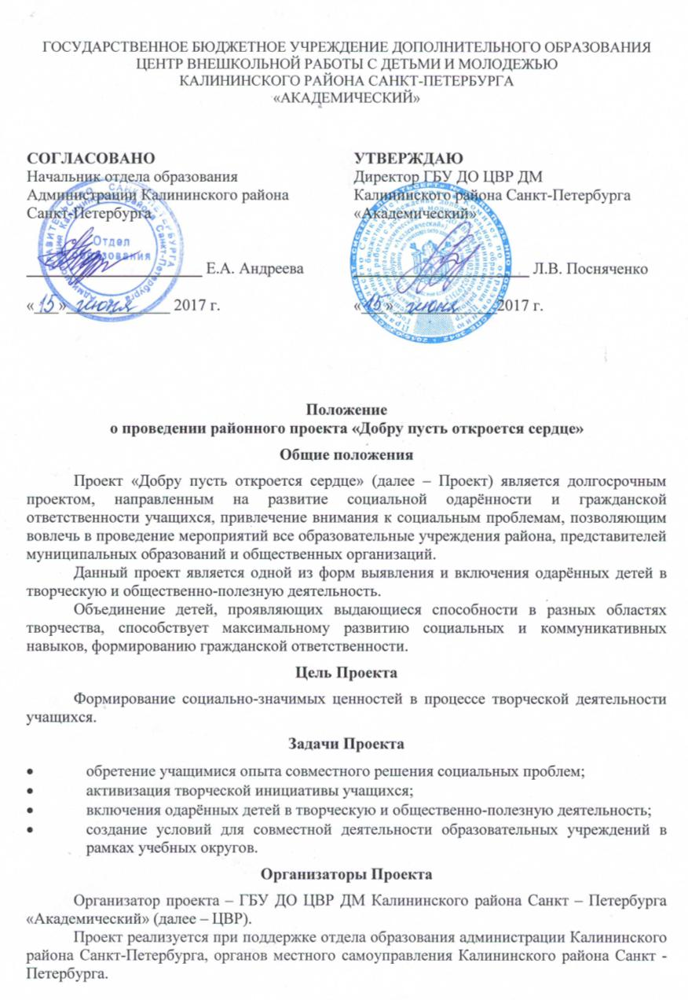 ГОСУДАРСТВЕННОЕ БЮДЖЕТНОЕ УЧРЕЖДЕНИЕ ДОПОЛНИТЕЛЬНОГО ОБРАЗОВАНИЯ
ЦЕНТР ВНЕШКОЛЬНОЙ РАБОТЫ С ДЕТЬМИ И МОЛОДЕЖЬЮ
КАЛИНИНСКОГО РАЙОНА САНКТ-ПЕТЕРБУРГА
«АКАДЕМИЧЕСКИЙ»
СОГЛАСОВАНО
Начальник отдела образования
Администрации Калининского района
Санкт-Петербурга
Отдел
образования
Е.А. Андреева
«15» июня 2017 г.
УТВЕРЖДАЮ
Директор ГБУ ДО ЦВР ДМ
Калининского района Санкт-Петербурга
«Академический»
Л.В. Посняченко
«15» июня 2017 г.
Положение
о проведении районного проекта «Добру пусть откроется сердце»
Общие положения
Проект «Добру пусть откроется сердце» (далее – Проект) является долгосрочным
проектом, направленным на развитие социальной одарённости и гражданской
ответственности учащихся, привлечение внимания к социальным проблемам, позволяющим
вовлечь в проведение мероприятий все образовательные учреждения района, представителей
муниципальных образований и общественных организаций.
Данный проект является одной из форм выявления и включения одарённых детей в
творческую и общественно-полезную деятельность.
Объединение детей, проявляющих выдающиеся способности в разных областях
творчества, способствует максимальному развитию социальных и коммуникативных
навыков, формированию гражданской ответственности.
Цель Проекта
Формирование социально-значимых ценностей в процессе творческой деятельности
учащихся.
Задачи Проекта
• обретение учащимися опыта совместного решения социальных проблем;
• активизация творческой инициативы учащихся;
• включения одарённых детей в творческую и общественно-полезную деятельность;
• создание условий для совместной деятельности образовательных учреждений в
рамках учебных округов.
Организаторы Проекта
Организатор проекта – ГБУ ДО ЦВР ДМ Калининского района Санкт – Петербурга
«Академический» (далее – ЦВР).
Проект реализуется при поддержке отдела образования администрации Калининского
района Санкт-Петербурга, органов местного самоуправления Калининского района Санкт -
Петербурга.